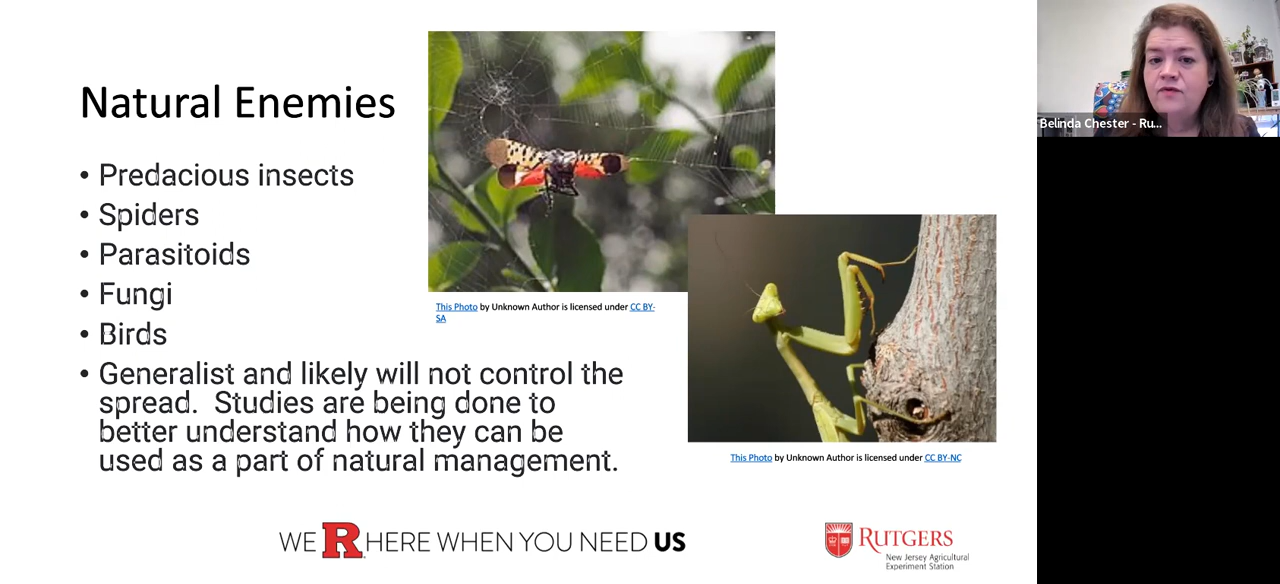 Natural Enemies
• Predacious insects
• Spiders
• Parasitoids
• Fungi
• Birds
• Generalist and likely will not control the
spread.  Studies are being done to
better understand how they can be
used as a part of natural management.
This Photo by Unknown Author is licensed under CC BY-
SA
This Photo by Unknown Author is licensed under CC BY-NC
WE R HERE WHEN YOU NEED US
RUTGERS
New Jersey Agricultural
Experiment Station
Belinda Chester - Ru...